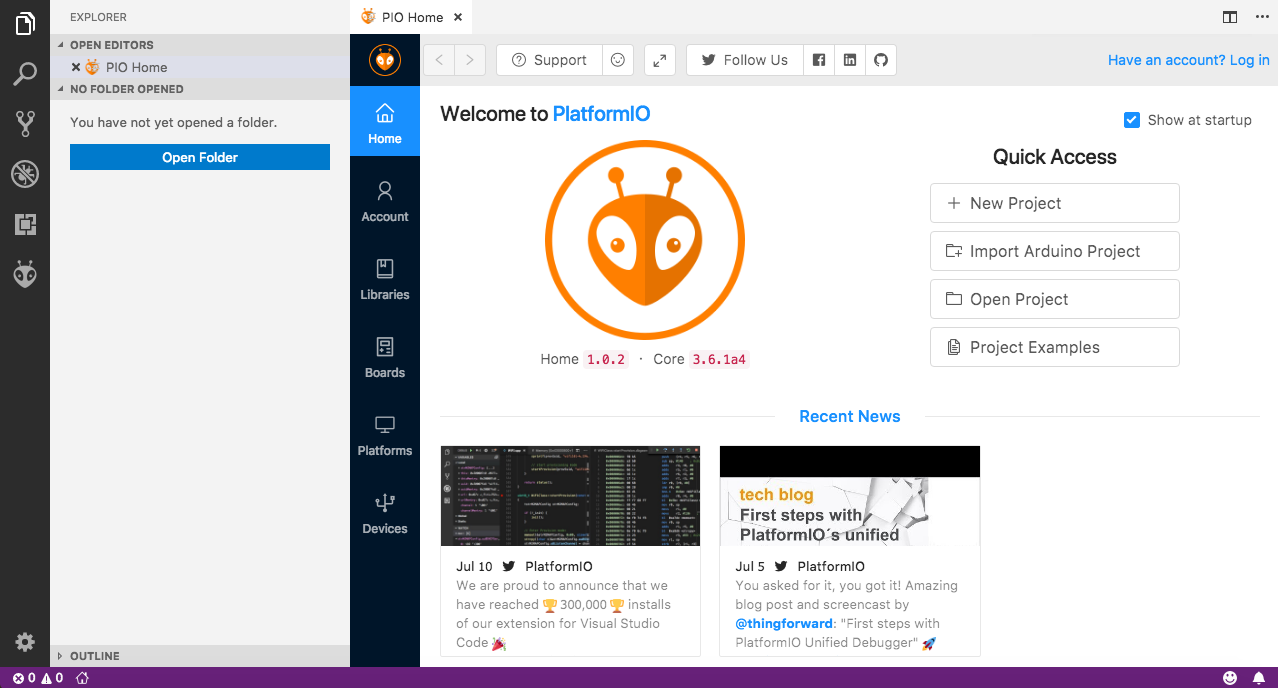 EXPLORER
PIO Home
OPEN EDITORS
PIO Home
NO FOLDER OPENED
You have not yet opened a folder.
Open Folder
OUTLINE
Support
Follow Us
Have an account? Log in
Home
Account
Libraries
Boards
Platforms
Devices
Welcome to PlatformIO
Show at startup
Home 1.0.2 · Core 3.6.1a4
Quick Access
New Project
Import Arduino Project
Open Project
Project Examples
Recent News
Jul 10 PlatformIO
We are proud to announce that we
have reached 🏆300,000🏆 installs
of our extension for Visual Studio
Code 🎉
tech blog
First steps with
PlatformIO´s unified
Jul 5 PlatformIO
You asked for it, you got it! Amazing
blog post and screencast by
@thingforward: "First steps with
PlatformIO Unified Debugger" 🚀
0 0